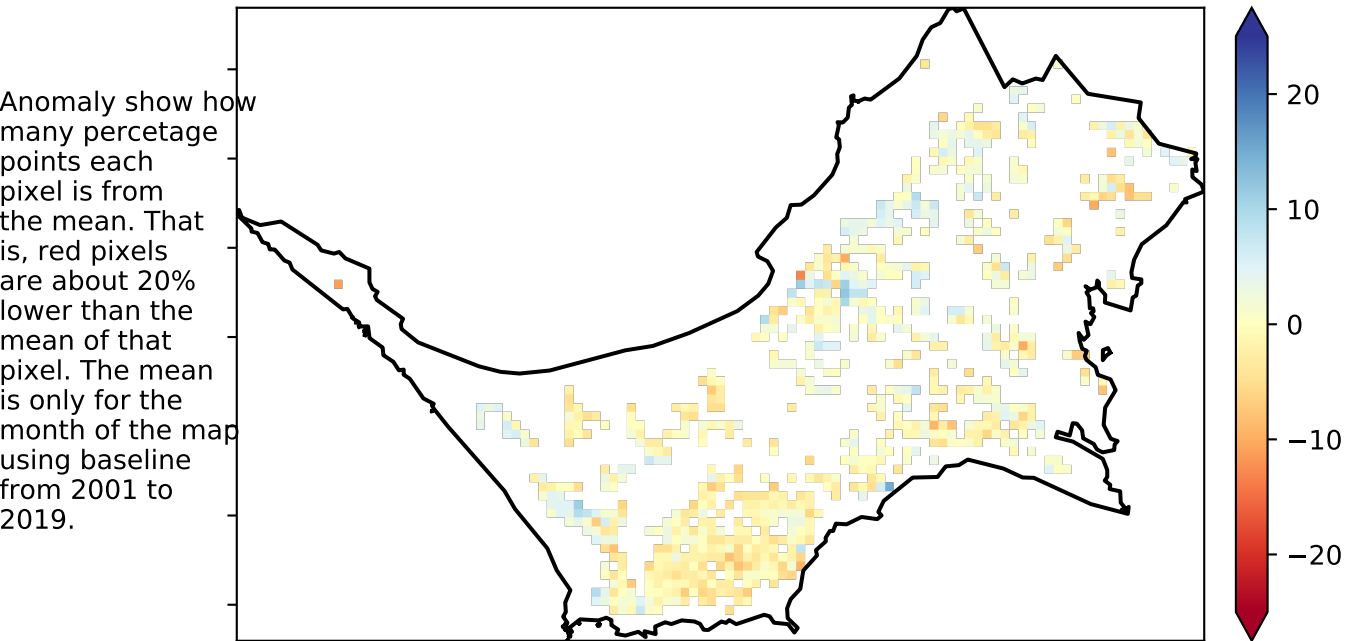 Anomaly show how
many percetage
points each
pixel is from
the mean. That
is, red pixels
are about 20%
lower than the
mean of that
pixel. The mean
is only for the
month of the map
using baseline
from 2001 to
2019.
20
10
0
−10
−20